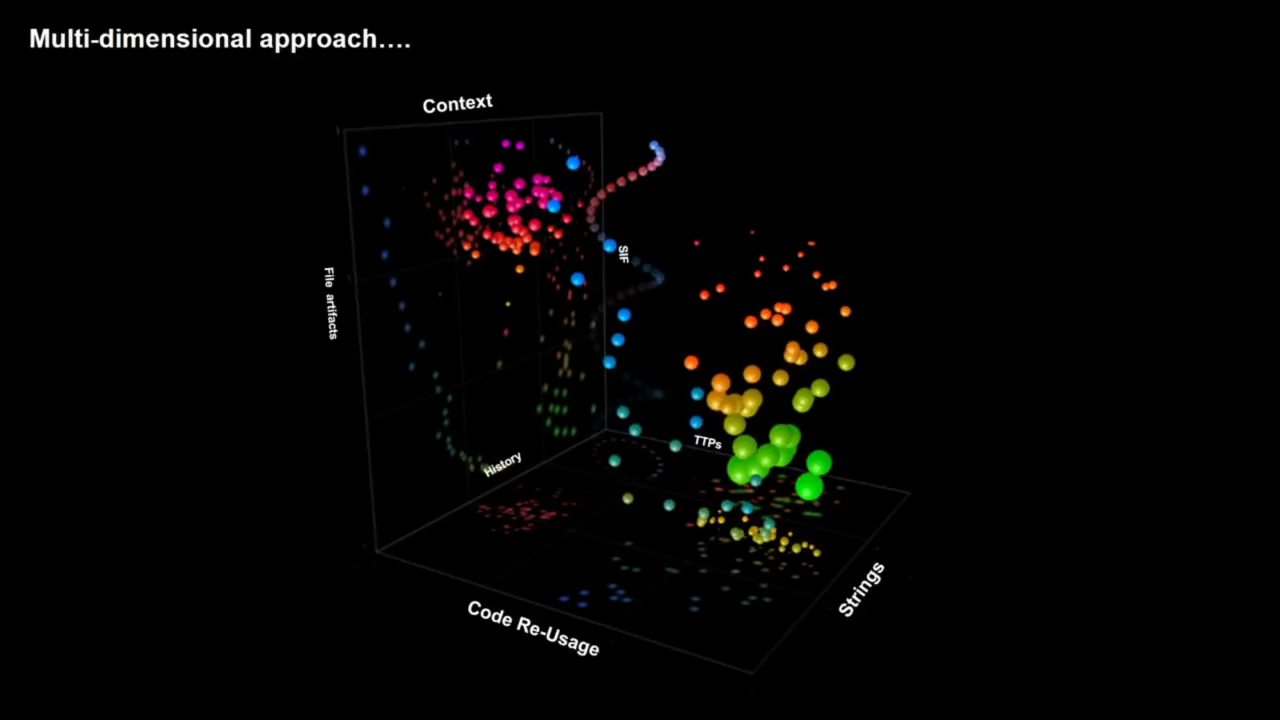 Multi-dimensional approach….
Context
SIF
File artifacts
TTPs
History
Strings
Code Re-Usage